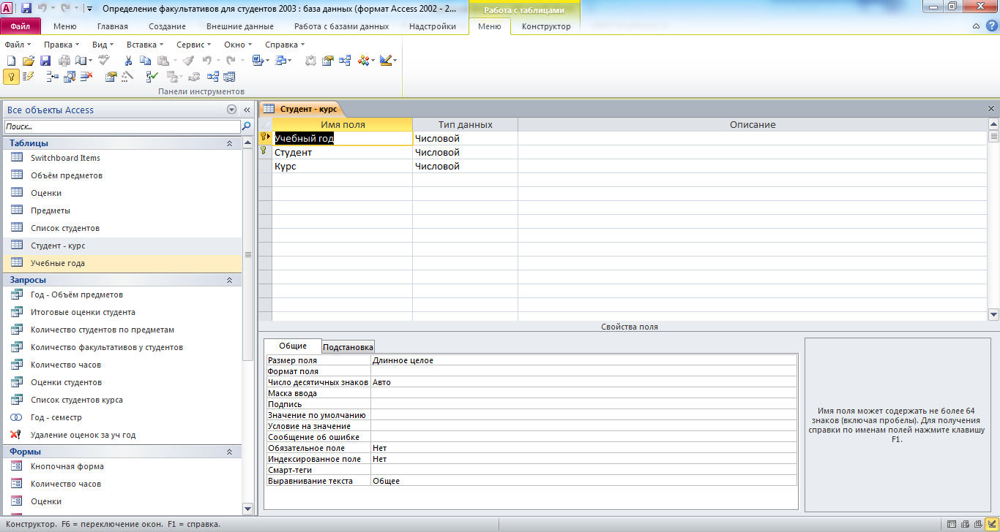 Определение факультативов для студентов 2003 : база данных (формат Access 2002 - 2...
Работа с таблицами
Файл Меню Главная Создание Внешние данные Работа с базами данных Надстройки Меню Конструктор
Файл Правка Вид Вставка Сервис Окно Справка
Панели инструментов
Все объекты Access
Поиск...
Таблицы
Switchboard Items
Объём предметов
Оценки
Предметы
Список студентов
Студент - курс
Учебные года
Запросы
Год - Объём предметов
Итоговые оценки студента
Количество студентов по предметам
Количество факультативов у студентов
Количество часов
Оценки студентов
Список студентов курса
Год - семестр
Удаление оценок за уч год
Формы
Кнопочная форма
Количество часов
Оценки
Студент - курс
Имя поля Тип данных Описание
Учебный год Числовой
Студент Числовой
Курс Числовой
Свойства поля
Общие Подстановка
Размер поля Длинное целое
Формат поля
Число десятичных знаков Авто
Маска ввода
Подпись
Значение по умолчанию
Условие на значение
Сообщение об ошибке
Обязательное поле Нет
Индексированное поле Нет
Смарт-теги
Выравнивание текста Общее
Имя поля может содержать не более 64
знаков (включая пробелы). Для получения
справки по именам полей нажмите клавишу
F1.
Конструктор. F6 = переключение окон. F1 = справка.